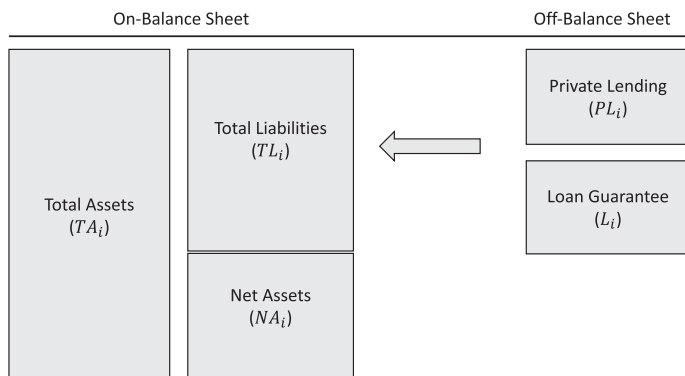 On-Balance Sheet
Off-Balance Sheet
Total Assets
(TAᵢ)
Total Liabilities
(TLᵢ)
Net Assets
(NAᵢ)
Private Lending
(PLᵢ)
Loan Guarantee
(Lᵢ)